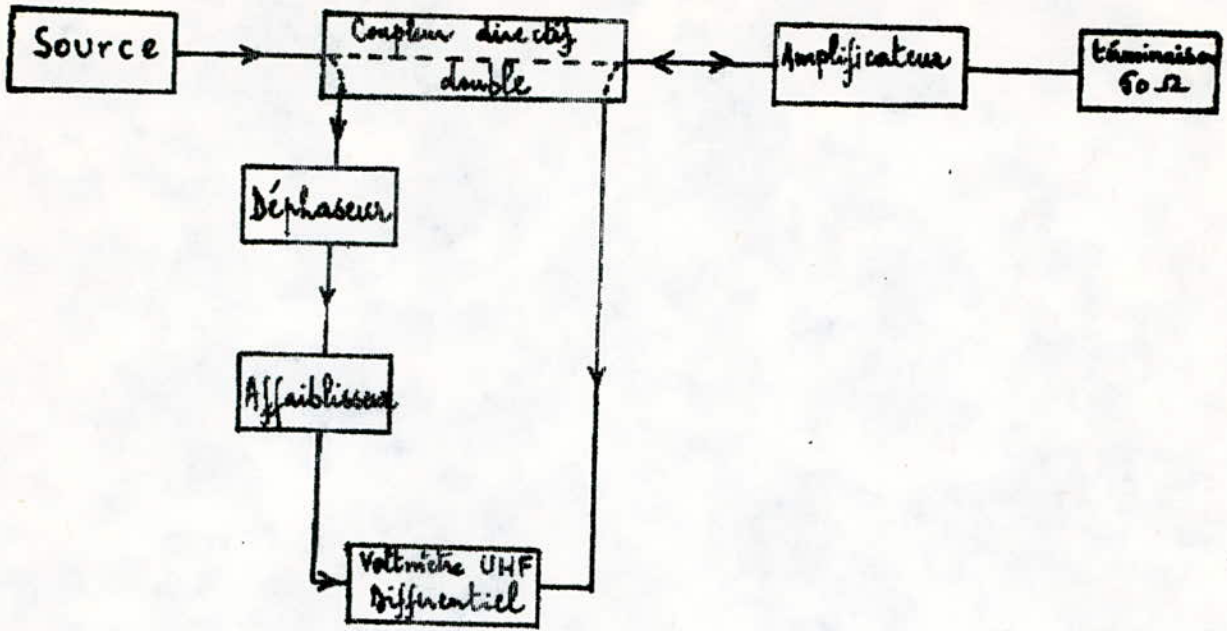 Source
Coupleur directif
double
Amplificateur
terminaison
50 Ω
Déphaseur
Affaiblisseur
Voltmètre UHF
Différentiel